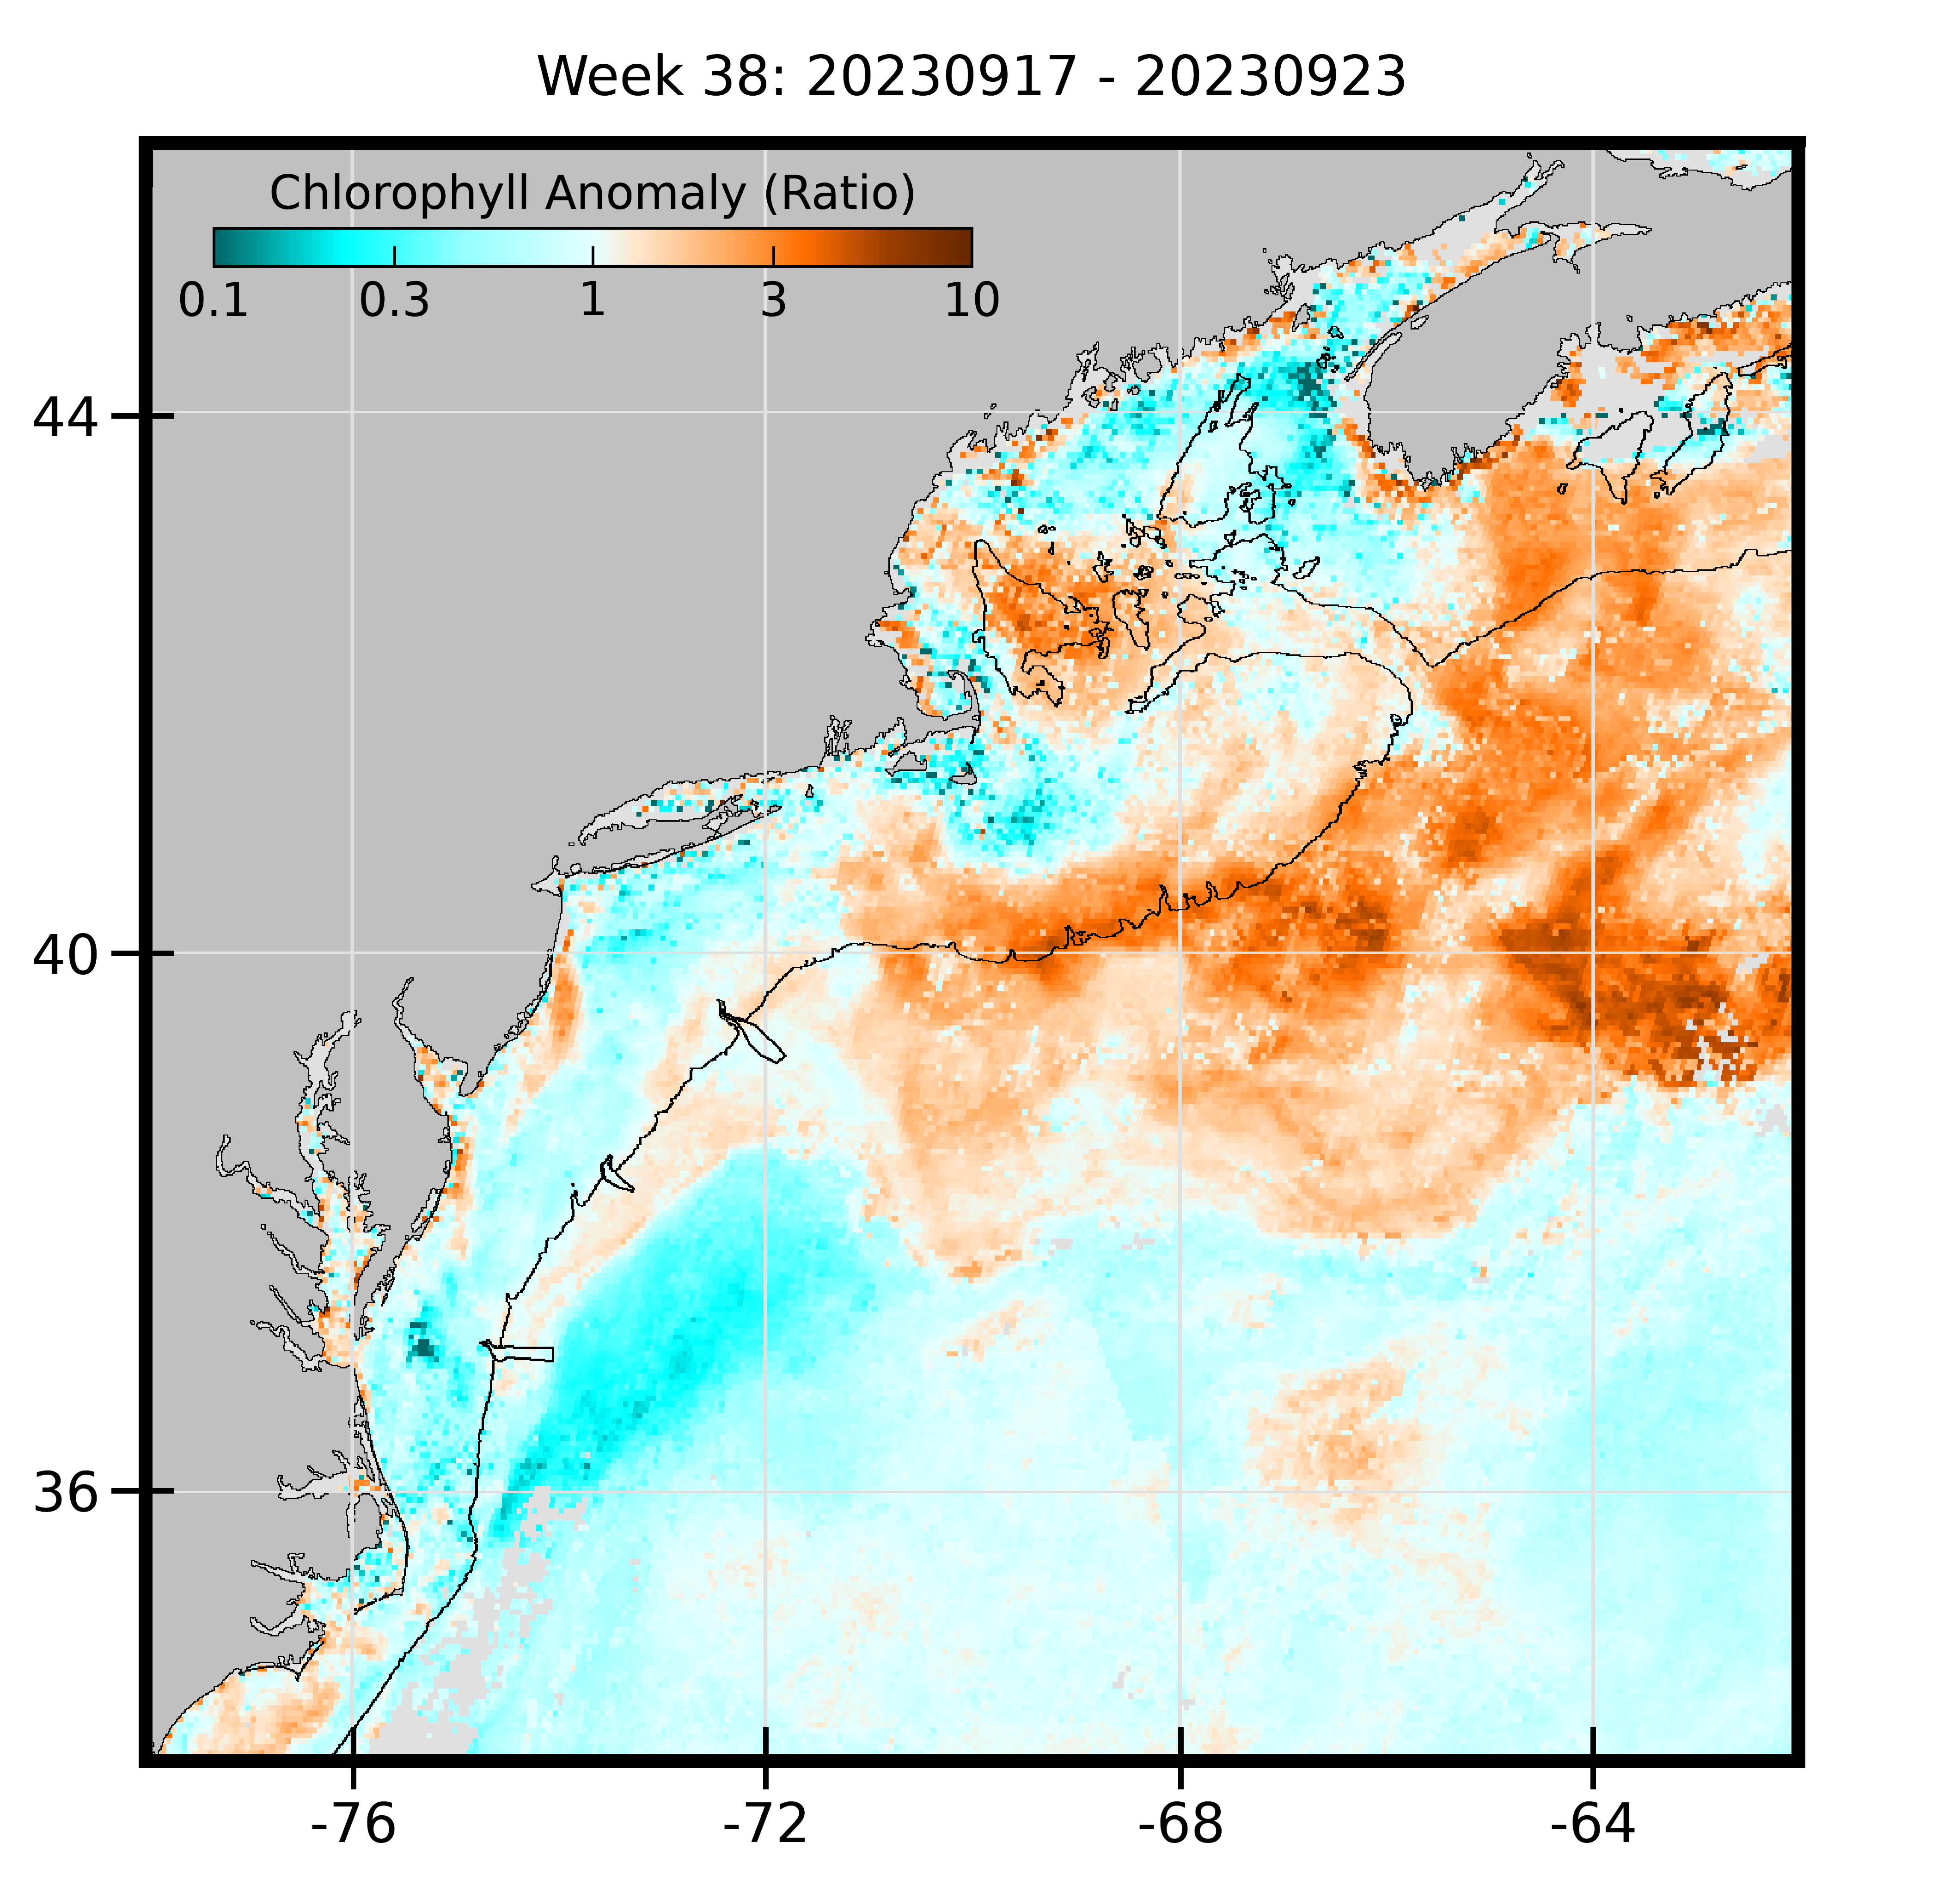 Week 38: 20230917 - 20230923
Chlorophyll Anomaly (Ratio)
0.1 0.3 1 3 10
44
40
36
-76 -72 -68 -64